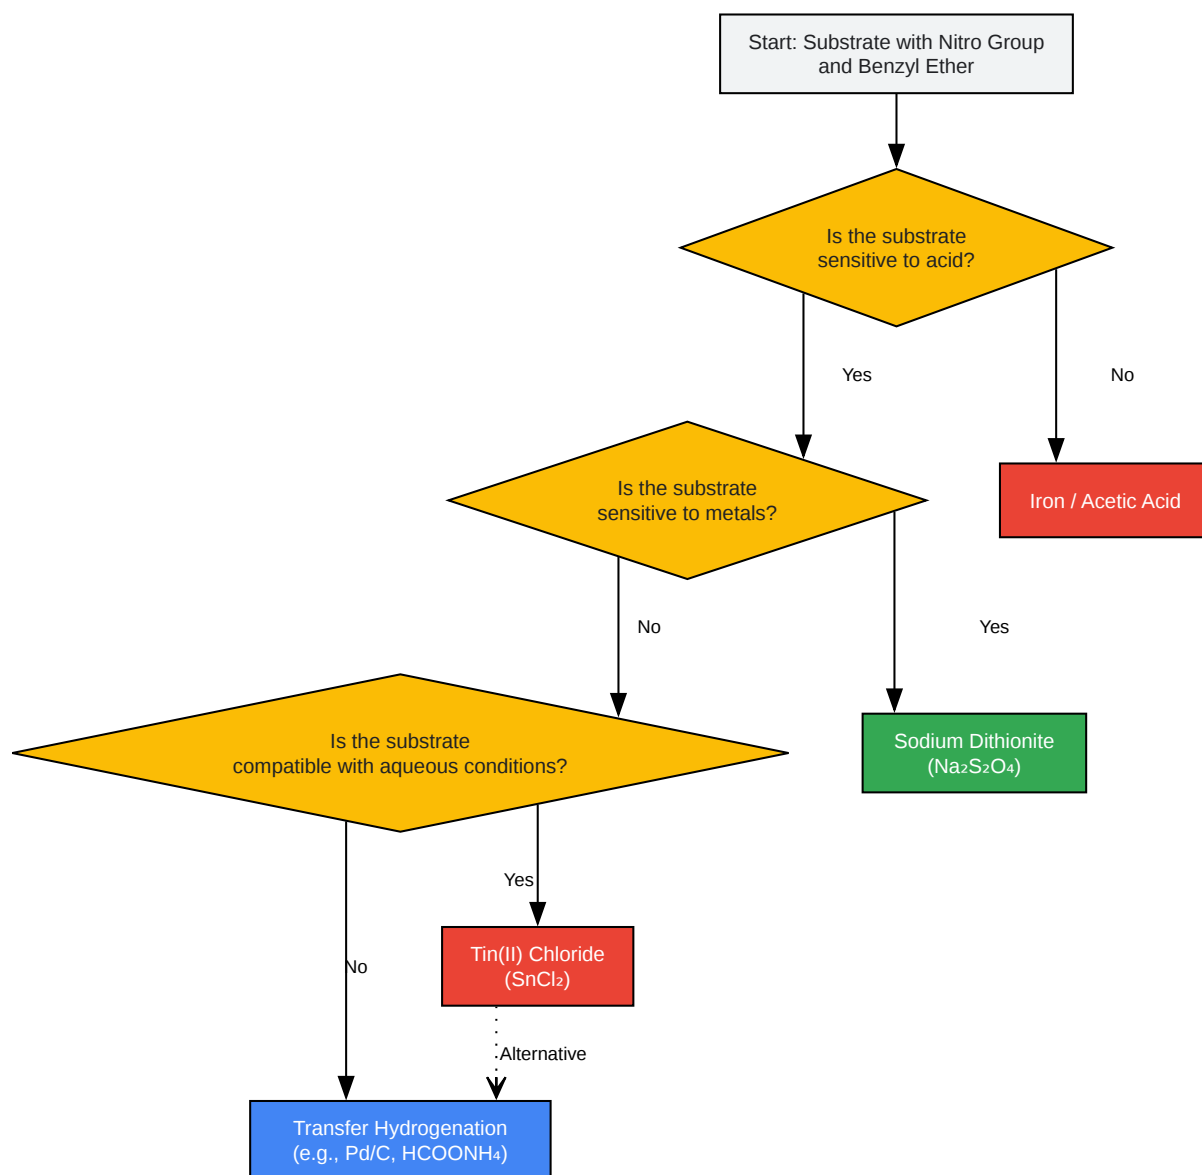 Start: Substrate with Nitro Group
and Benzyl Ether
Is the substrate
sensitive to acid?
Yes
No
Is the substrate
sensitive to metals?
Iron / Acetic Acid
No
Yes
Is the substrate
compatible with aqueous conditions?
Sodium Dithionite
(Na₂S₂O₄)
Yes
No
Tin(II) Chloride
(SnCl₂)
Alternative
Transfer Hydrogenation
(e.g., Pd/C, HCOONH₄)